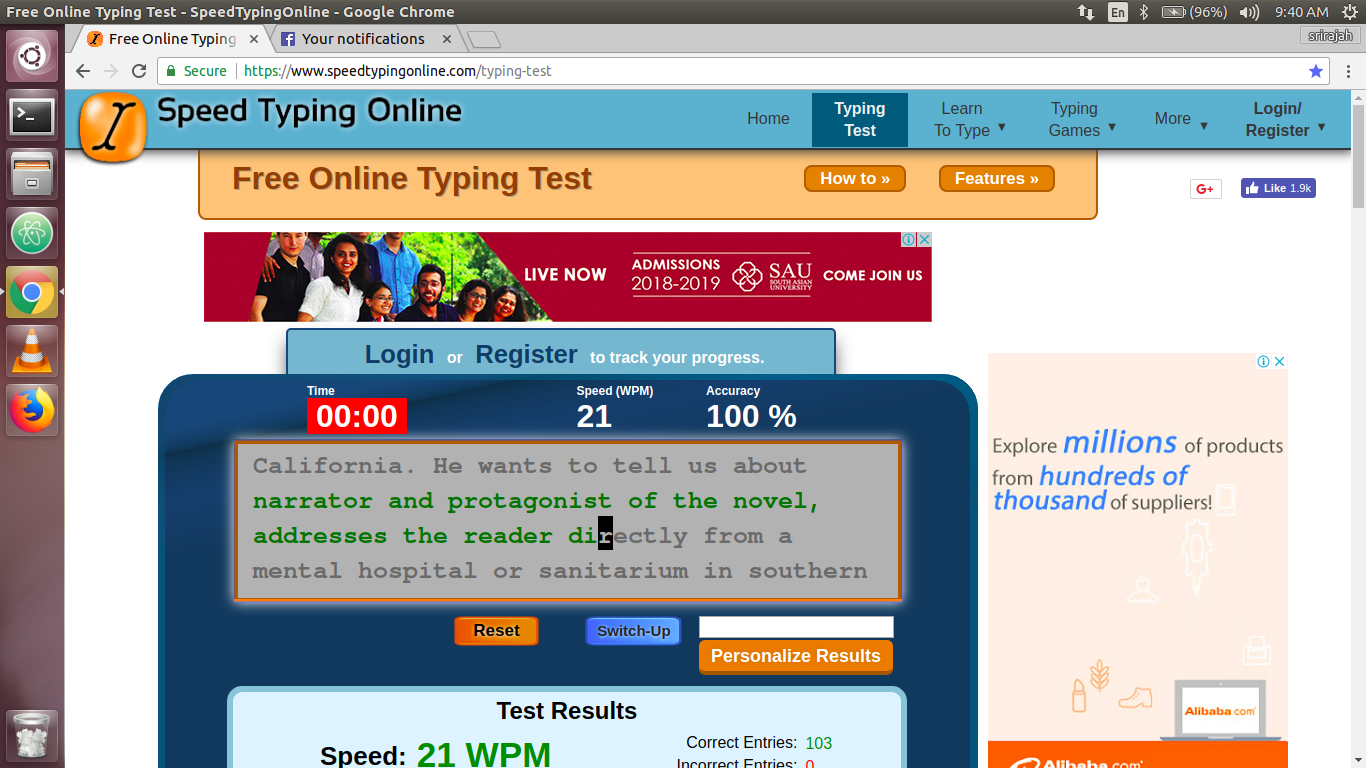 Free Online Typing Test - SpeedTypingOnline - Google Chrome
En
(96%)
9:40 AM
Free Online Typing
Your notifications
srirajah
Secure
https://www.speedtypingonline.com/typing-test
Speed Typing Online
Home
Typing
Test
Learn
To Type
Typing
Games
More
Login/
Register
Free Online Typing Test
How to »
Features »
G+
Like 1.9k
LIVE NOW
ADMISSIONS
2018-2019
SAU
SOUTH ASIAN
UNIVERSITY
COME JOIN US
Login or Register to track your progress.
Time
Speed (WPM)
Accuracy
00:00
21
100 %
California. He wants to tell us about
narrator and protagonist of the novel,
addresses the reader directly from a
mental hospital or sanitarium in southern
Reset
Switch-Up
Personalize Results
Test Results
Speed: 21 WPM
Correct Entries: 103
Incorrect Entries: 0
Explore millions of products
from hundreds of
thousand of suppliers!
Alibaba.com
Alibaba.com